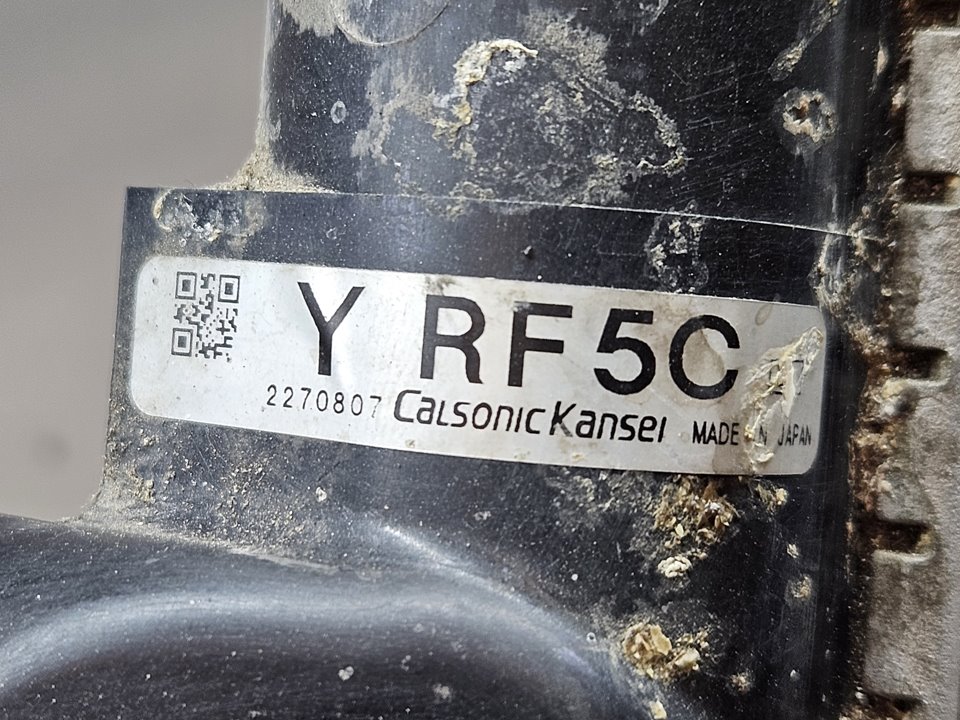 Y RF5C
2270807 CalsonicKansei MADE IN JAPAN